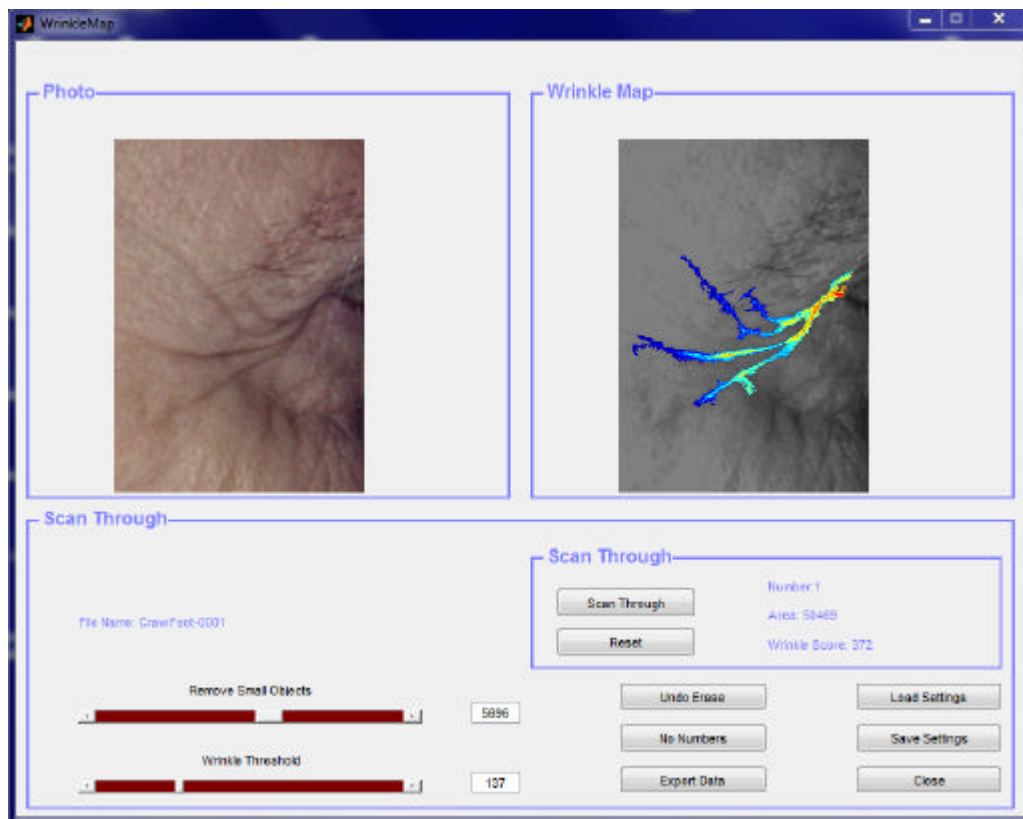 WrinkleMap
Photo
Wrinkle Map
Scan Through
Scan Through
Scan Through
Number:1
File Name: CrawFoot-0001
Area: 50469
Reset
Wrinkle Score: 372
Remove Small Objects
5896
Undo Erase
Load Settings
No Numbers
Save Settings
Wrinkle Threshold
137
Export Data
Close